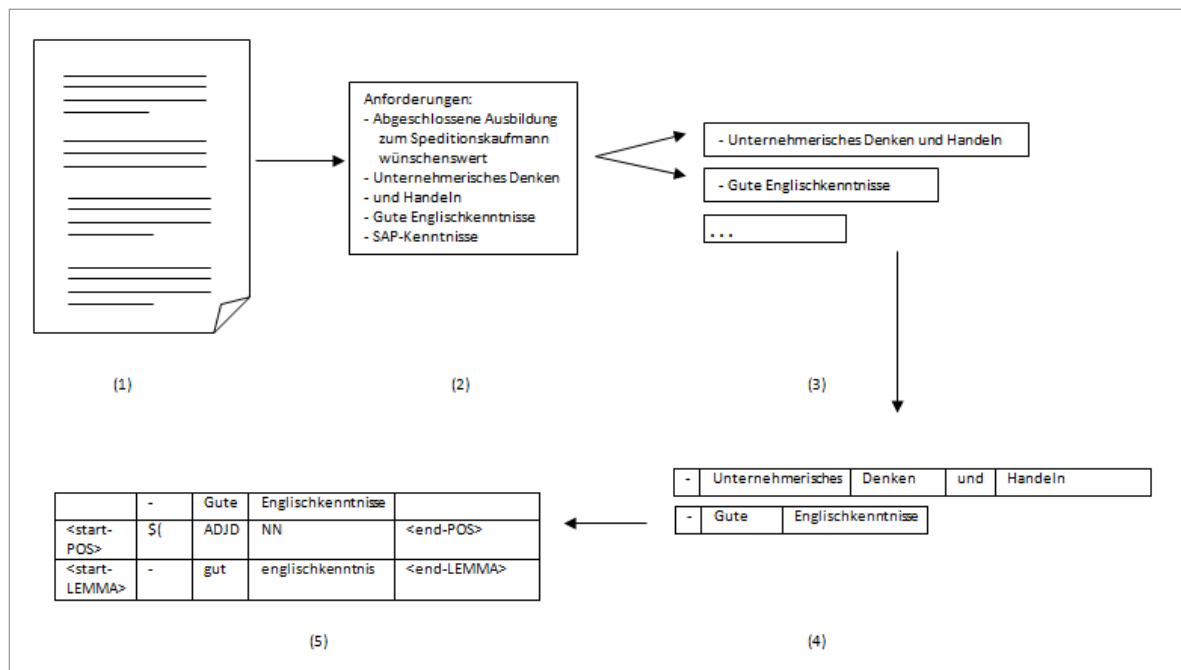 Anforderungen:
- Abgeschlossene Ausbildung
zum Speditionskaufmann
wünschenswert
- Unternehmerisches Denken
- und Handeln
- Gute Englischkenntnisse
- SAP-Kenntnisse
- Unternehmerisches Denken und Handeln
- Gute Englischkenntnisse
...
(1) (2) (3)
- Unternehmerisches Denken und Handeln
- Gute Englischkenntnisse
- Gute Englischkenntnisse
<start-POS> $( ADJD NN <end-POS>
<start-LEMMA> - gut englischkenntnis <end-LEMMA>
(5) (4)